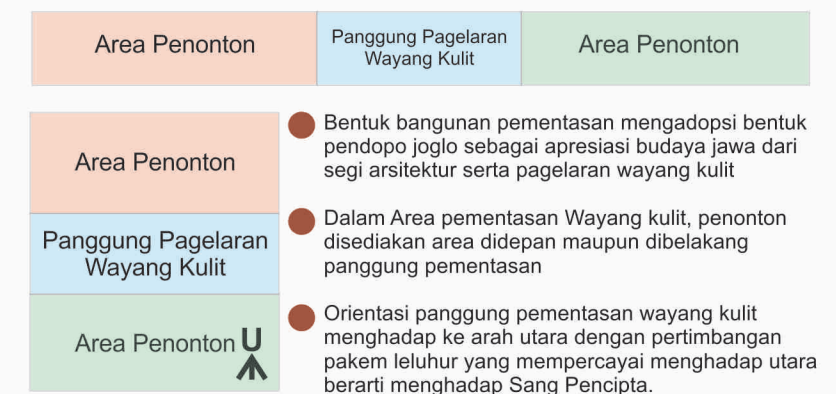 Area Penonton
Panggung Pagelaran
Wayang Kulit
Area Penonton
Area Penonton
Panggung Pagelaran
Wayang Kulit
Area Penonton
U
Bentuk bangunan pementasan mengadopsi bentuk
pendopo joglo sebagai apresiasi budaya jawa dari
segi arsitektur serta pagelaran wayang kulit
Dalam Area pementasan Wayang kulit, penonton
disediakan area didepan maupun dibelakang
panggung pementasan
Orientasi panggung pementasan wayang kulit
menghadap ke arah utara dengan pertimbangan
pakem leluhur yang mempercayai menghadap utara
berarti menghadap Sang Pencipta.